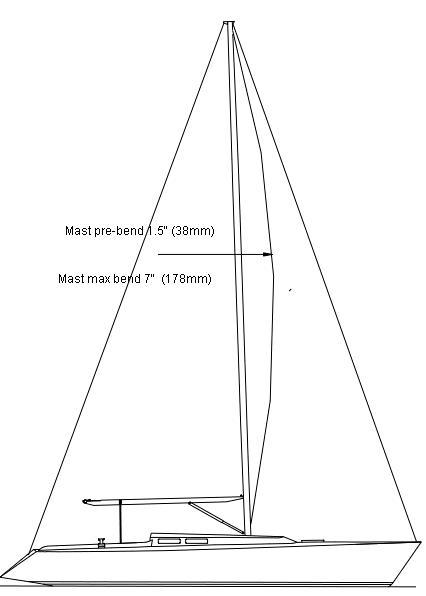 Mast pre-bend 1.5" (38mm)
Mast max bend 7" (178mm)